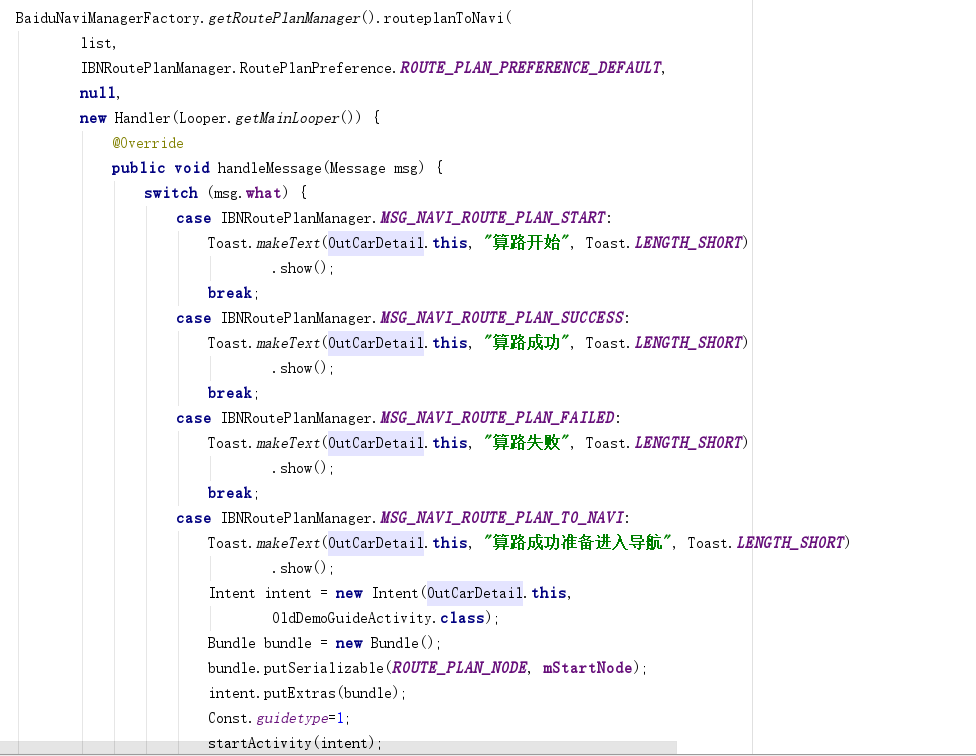 BaiduNaviManagerFactory.getRoutePlanManager().routeplanToNavi(
list,
IBNRoutePlanManager.RoutePlanPreference.ROUTE_PLAN_PREFERENCE_DEFAULT,
null,
new Handler(Looper.getMainLooper()) {
@Override
public void handleMessage(Message msg) {
switch (msg.what) {
case IBNRoutePlanManager.MSG_NAVI_ROUTE_PLAN_START:
Toast.makeText(OutCarDetail.this, "算路开始", Toast.LENGTH_SHORT)
.show();
break;
case IBNRoutePlanManager.MSG_NAVI_ROUTE_PLAN_SUCCESS:
Toast.makeText(OutCarDetail.this, "算路成功", Toast.LENGTH_SHORT)
.show();
break;
case IBNRoutePlanManager.MSG_NAVI_ROUTE_PLAN_FAILED:
Toast.makeText(OutCarDetail.this, "算路失败", Toast.LENGTH_SHORT)
.show();
break;
case IBNRoutePlanManager.MSG_NAVI_ROUTE_PLAN_TO_NAVI:
Toast.makeText(OutCarDetail.this, "算路成功准备进入导航", Toast.LENGTH_SHORT)
.show();
Intent intent = new Intent(OutCarDetail.this,
OldDemoGuideActivity.class);
Bundle bundle = new Bundle();
bundle.putSerializable(ROUTE_PLAN_NODE, mStartNode);
intent.putExtras(bundle);
Const.guidetype=1;
startActivity(intent);